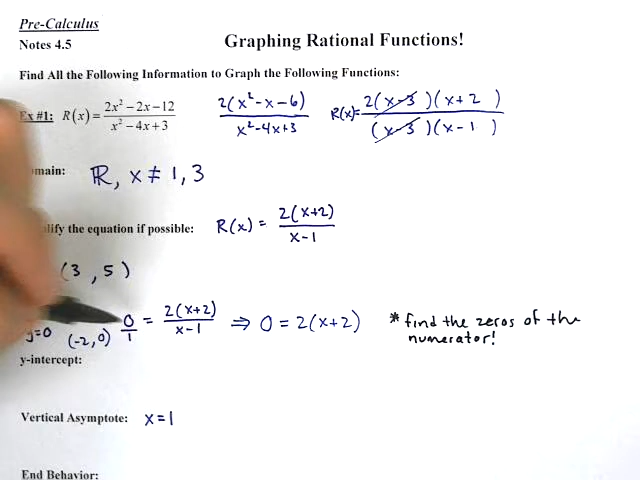 Pre-Calculus
Notes 4.5
Graphing Rational Functions!
Find All the Following Information to Graph the Following Functions:
Ex #1: R(x) = (2x² − 2x − 12)/(x² − 4x + 3) 2(x² − x − 6)/(x² − 4x + 3) R(x) = 2(x − 3)(x + 2)/(x − 3)(x − 1)
main: ℝ, x ≠ 1, 3
lify the equation if possible: R(x) = 2(x+2)/(x − 1)
(3, 5)
y=0 (-2, 0) 0/1 = 2(x+2)/(x − 1) ⇒ 0 = 2(x+2) * find the zeros of the
numerator!
y-intercept:
Vertical Asymptote: x = 1
End Behavior: